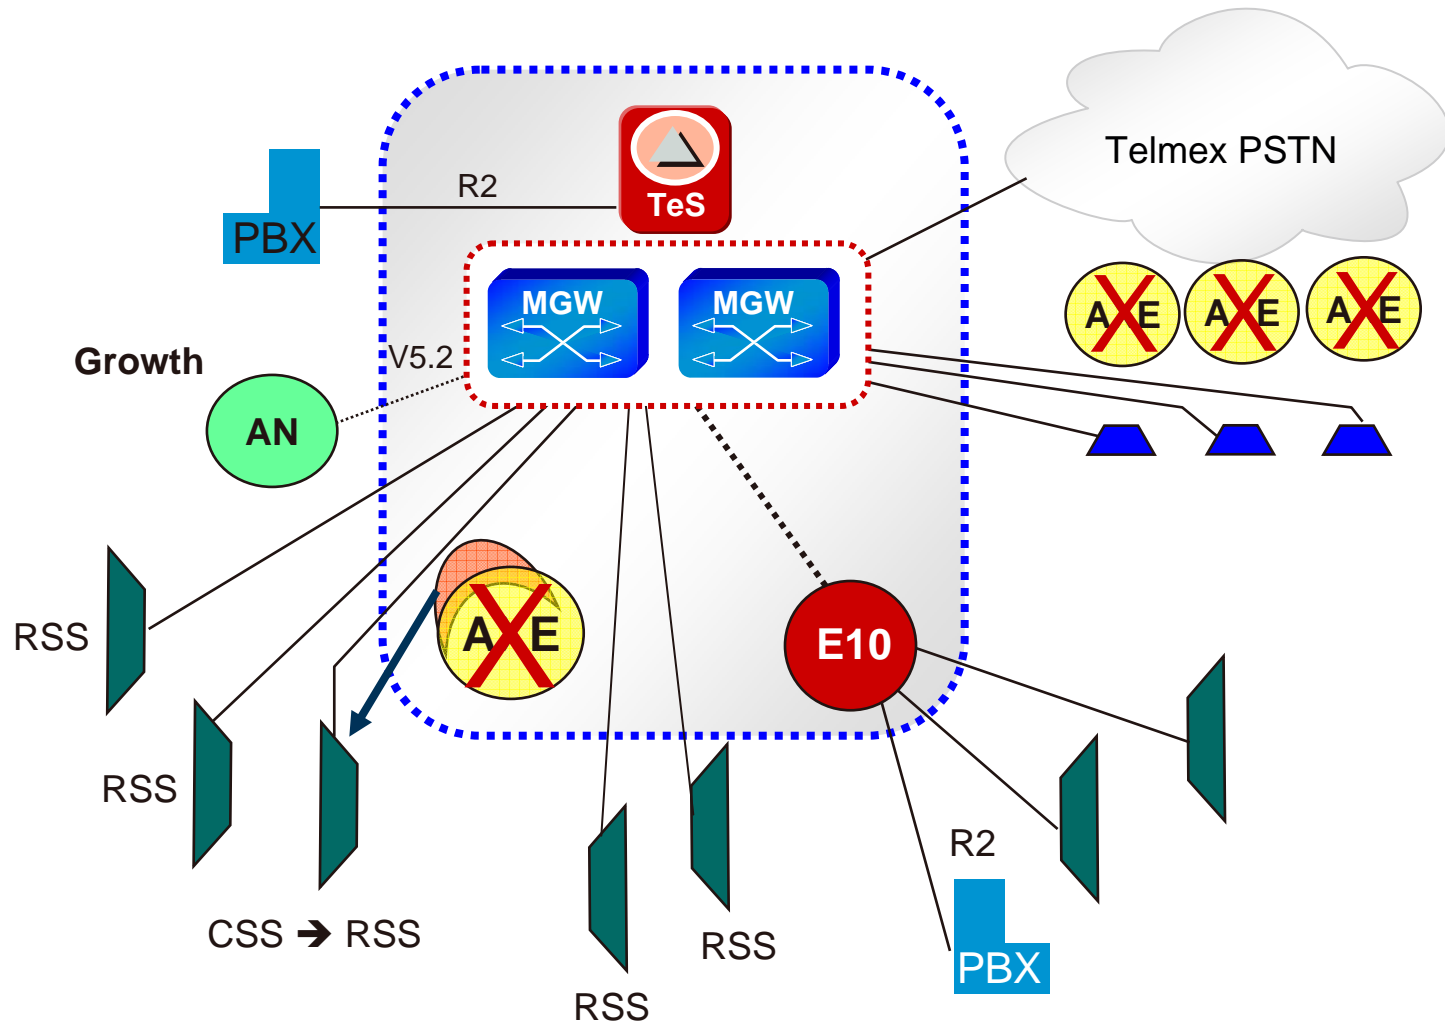 Telmex PSTN
R2
TeS
PBX
MGW
MGW
AXE
AXE
AXE
Growth
V5.2
AN
AXE
E10
RSS
RSS
R2
CSS ➔ RSS
RSS
PBX
RSS